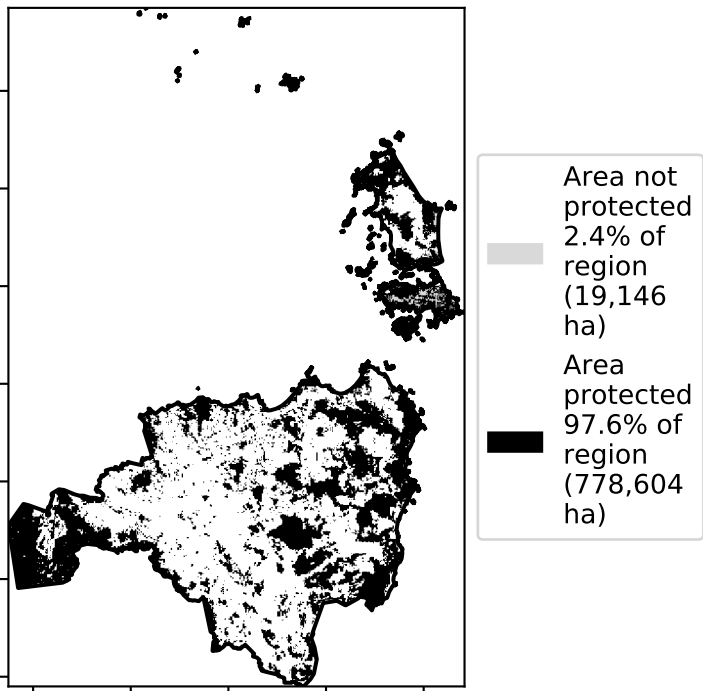 Area not
protected
2.4% of
region
(19,146
ha)
Area
protected
97.6% of
region
(778,604
ha)